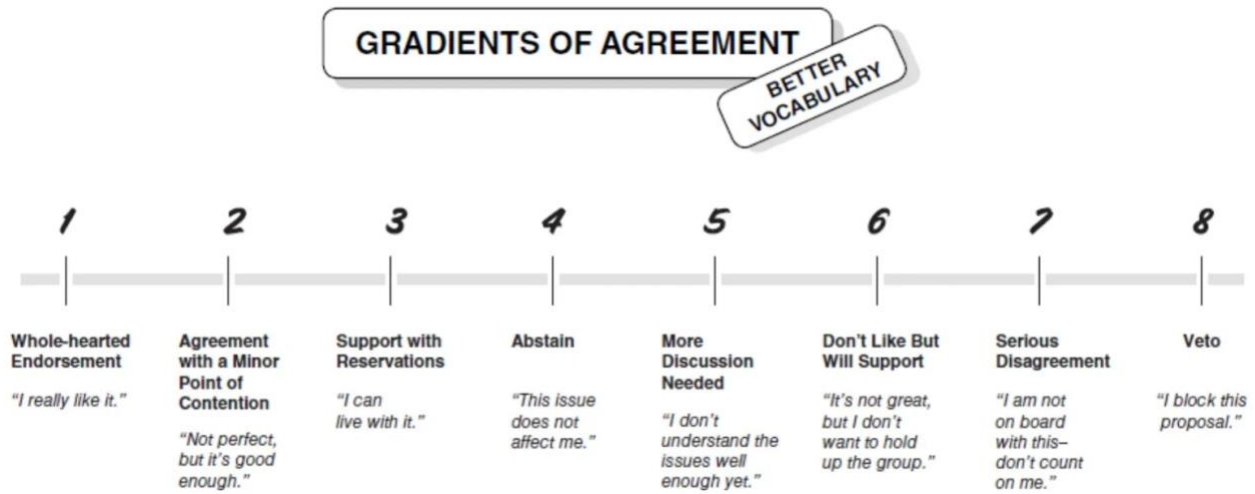 GRADIENTS OF AGREEMENT
BETTER
VOCABULARY
1
2
3
4
5
6
7
8
Whole-hearted
Endorsement
"I really like it."
Agreement
with a Minor
Point of
Contention
"Not perfect,
but it's good
enough."
Support with
Reservations
"I can
live with it."
Abstain
"This issue
does not
affect me."
More
Discussion
Needed
"I don't
understand the
issues well
enough yet."
Don't Like But
Will Support
"It's not great,
but I don't
want to hold
up the group."
Serious
Disagreement
"I am not
on board
with this–
don't count
on me."
Veto
"I block this
proposal."